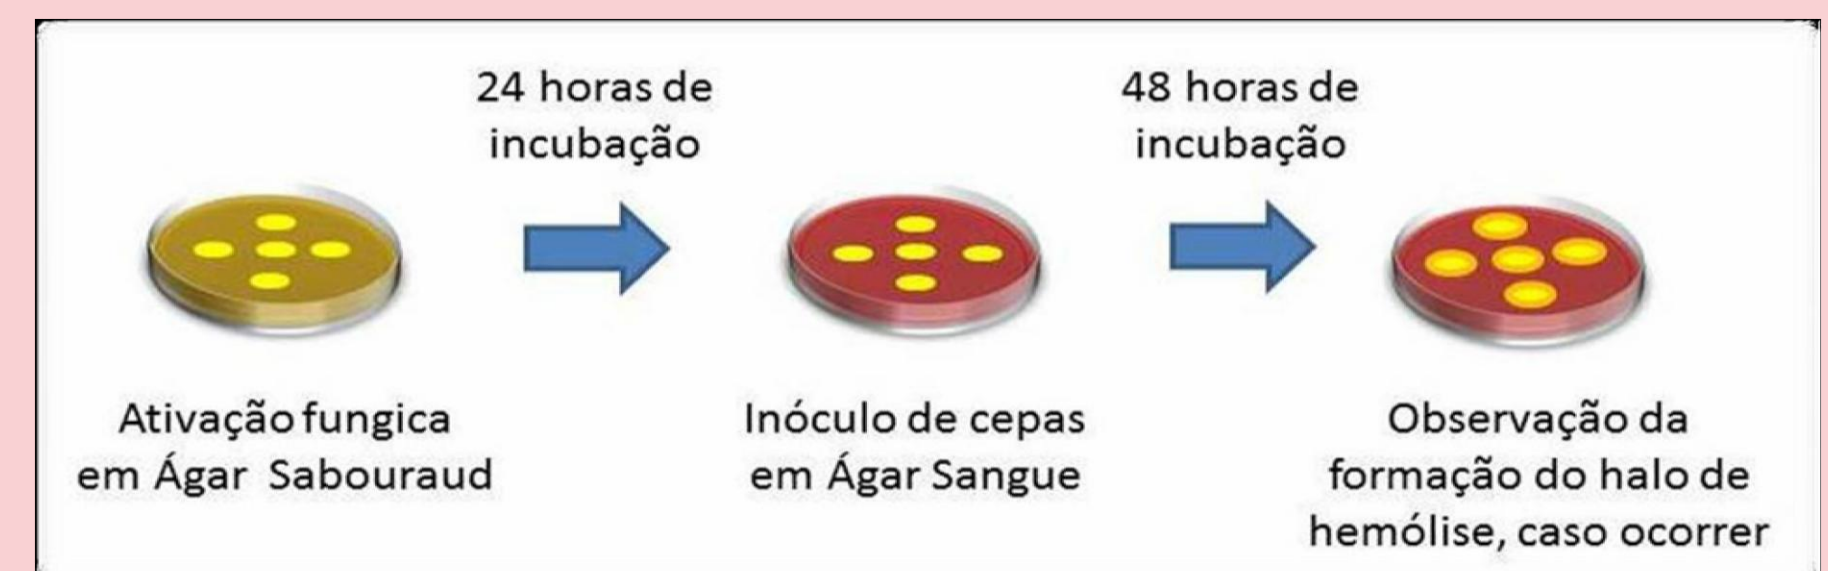 24 horas de
incubação
48 horas de
incubação
Ativação fungica
em Ágar Sabouraud
Inóculo de cepas
em Ágar Sangue
Observação da
formação do halo de
hemólise, caso ocorrer